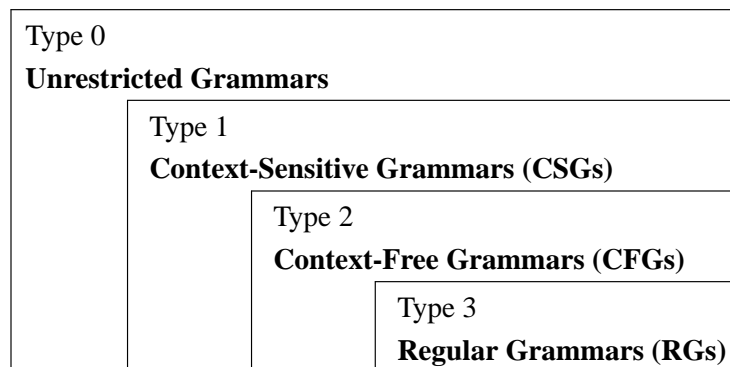 Type 0
Unrestricted Grammars
Type 1
Context-Sensitive Grammars (CSGs)
Type 2
Context-Free Grammars (CFGs)
Type 3
Regular Grammars (RGs)